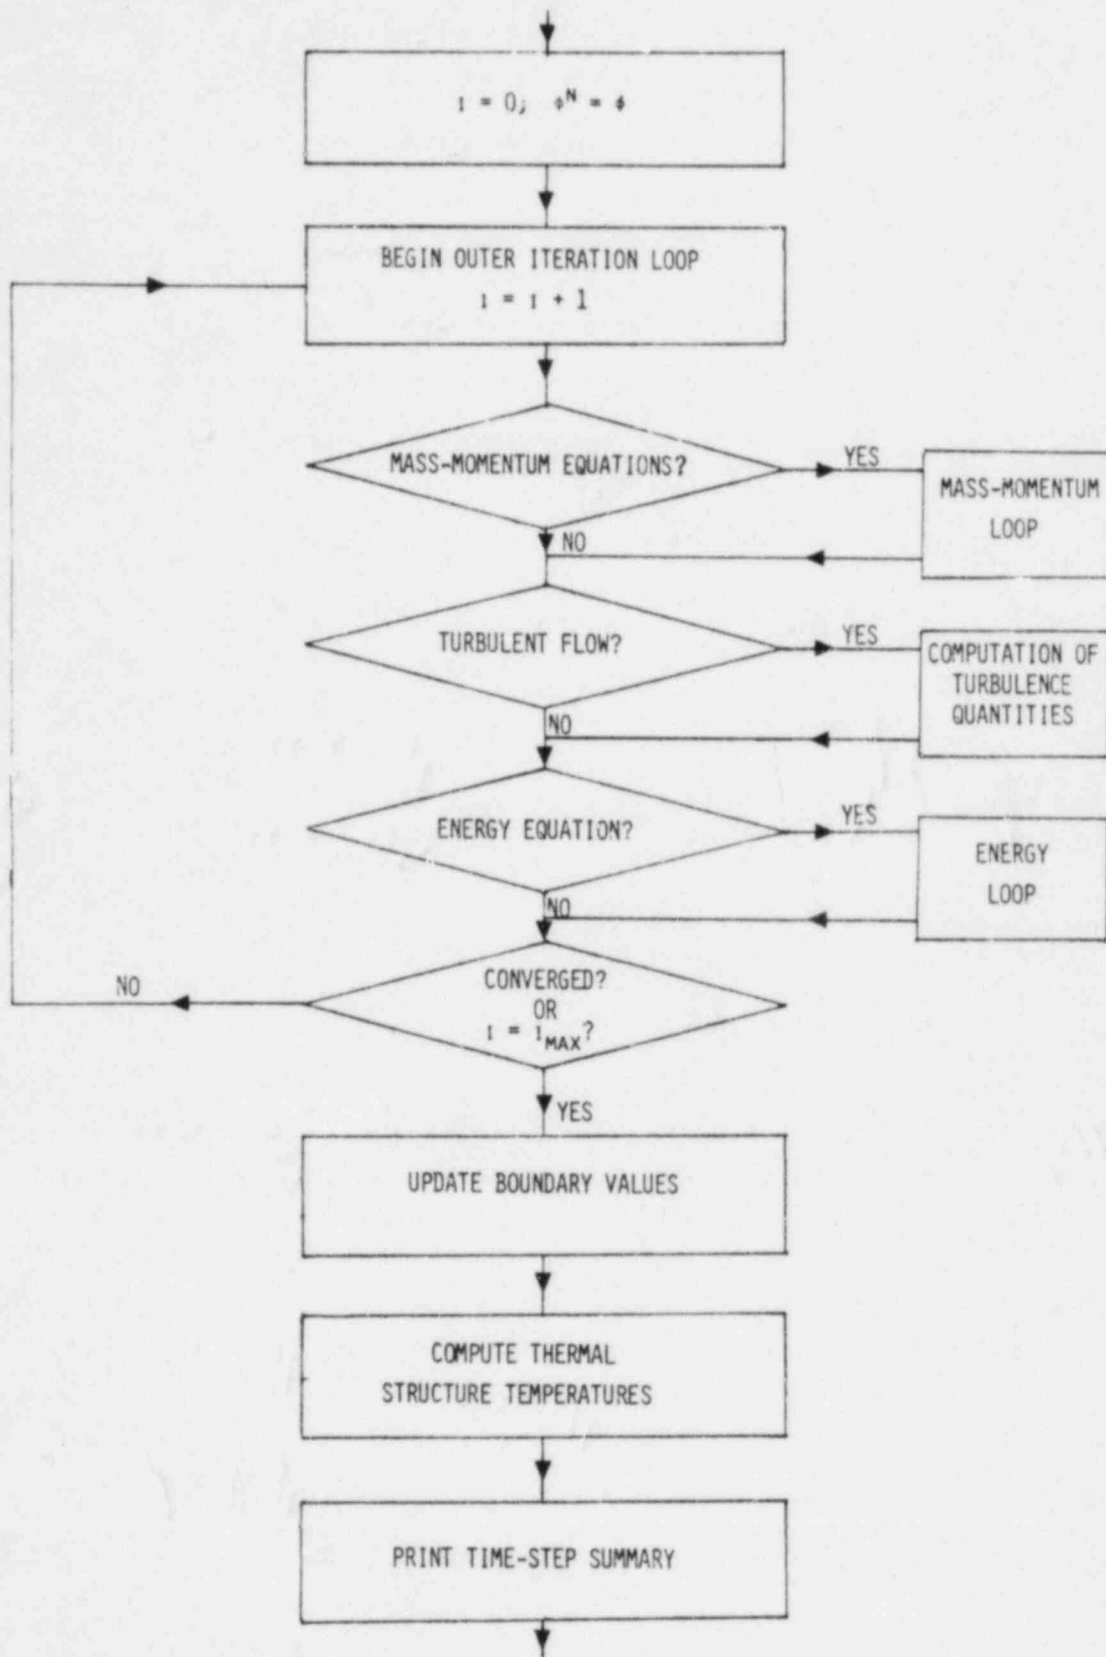 I = 0; ϕᴺ = ϕ
BEGIN OUTER ITERATION LOOP
I = I + 1
MASS-MOMENTUM EQUATIONS?
YES
MASS-MOMENTUM
LOOP
NO
TURBULENT FLOW?
YES
COMPUTATION OF
TURBULENCE
QUANTITIES
NO
ENERGY EQUATION?
YES
ENERGY
LOOP
NO
CONVERGED?
OR
I = I_MAX?
NO
YES
UPDATE BOUNDARY VALUES
COMPUTE THERMAL
STRUCTURE TEMPERATURES
PRINT TIME-STEP SUMMARY